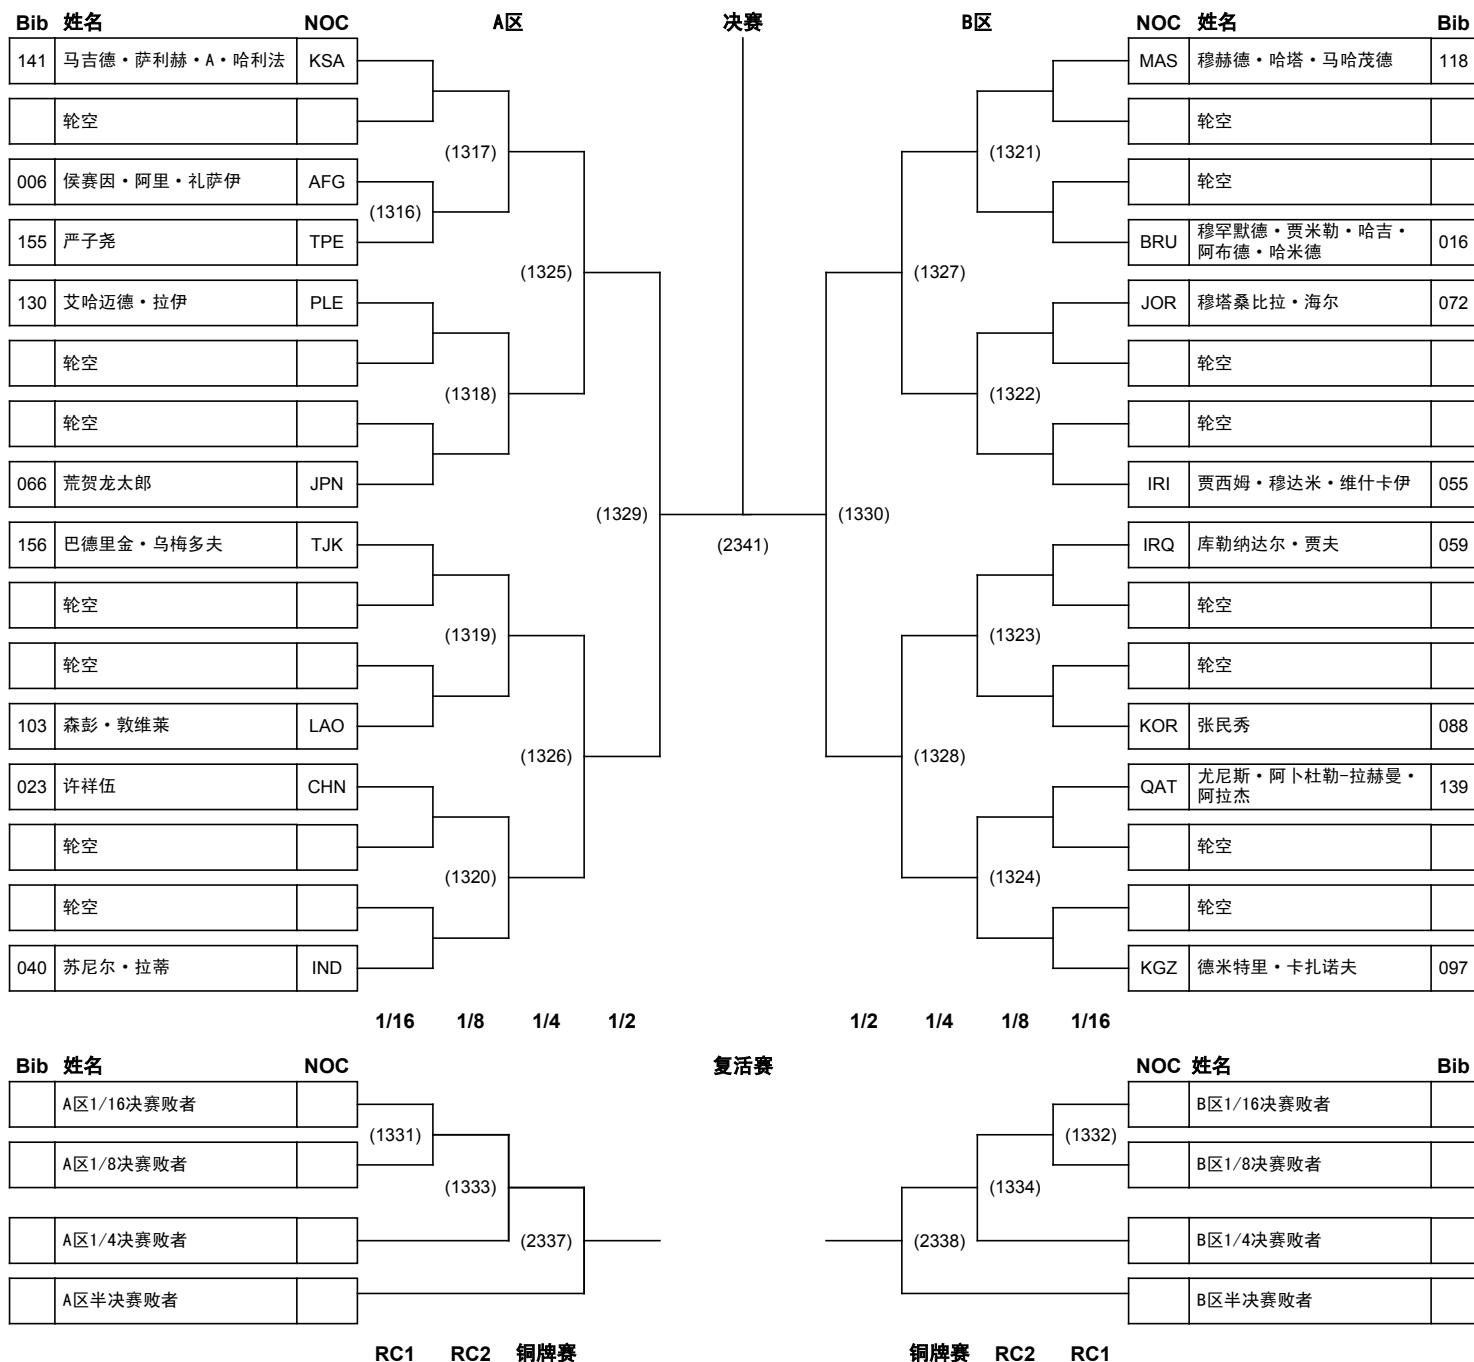 Bib 姓名 NOC A区 决赛 B区 NOC 姓名 Bib
141 马吉德·萨利赫·A·哈利法 KSA MAS 穆赫德·哈塔·马哈茂德 118
轮空 轮空
(1317) (1321)
006 侯赛因·阿里·礼萨伊 AFG 轮空
(1316)
155 严子尧 TPE BRU 穆罕默德·贾米勒·哈吉·
阿布德·哈米德 016
(1325) (1327)
130 艾哈迈德·拉伊 PLE JOR 穆塔桑比拉·海尔 072
轮空 轮空
(1318) (1322)
轮空 轮空
066 荒贺龙太郎 JPN IRI 贾西姆·穆达米·维什卡伊 055
(1329) (1330)
(2341)
156 巴德里金·乌梅多夫 TJK IRQ 库勒纳达尔·贾夫 059
轮空 轮空
(1319) (1323)
轮空 轮空
103 森彭·敦维莱 LAO KOR 张民秀 088
(1326) (1328)
023 许祥伍 CHN QAT 尤尼斯·阿卜杜勒-拉赫曼·
阿拉杰 139
轮空 轮空
(1320) (1324)
轮空 轮空
040 苏尼尔·拉蒂 IND KGZ 德米特里·卡扎诺夫 097
1/16 1/8 1/4 1/2 1/2 1/4 1/8 1/16
Bib 姓名 NOC 复活赛 NOC 姓名 Bib
A区1/16决赛败者 B区1/16决赛败者
(1331) (1332)
A区1/8决赛败者 B区1/8决赛败者
(1333) (1334)
A区1/4决赛败者 (2337) (2338) B区1/4决赛败者
A区半决赛败者 B区半决赛败者
RC1 RC2 铜牌赛 铜牌赛 RC2 RC1